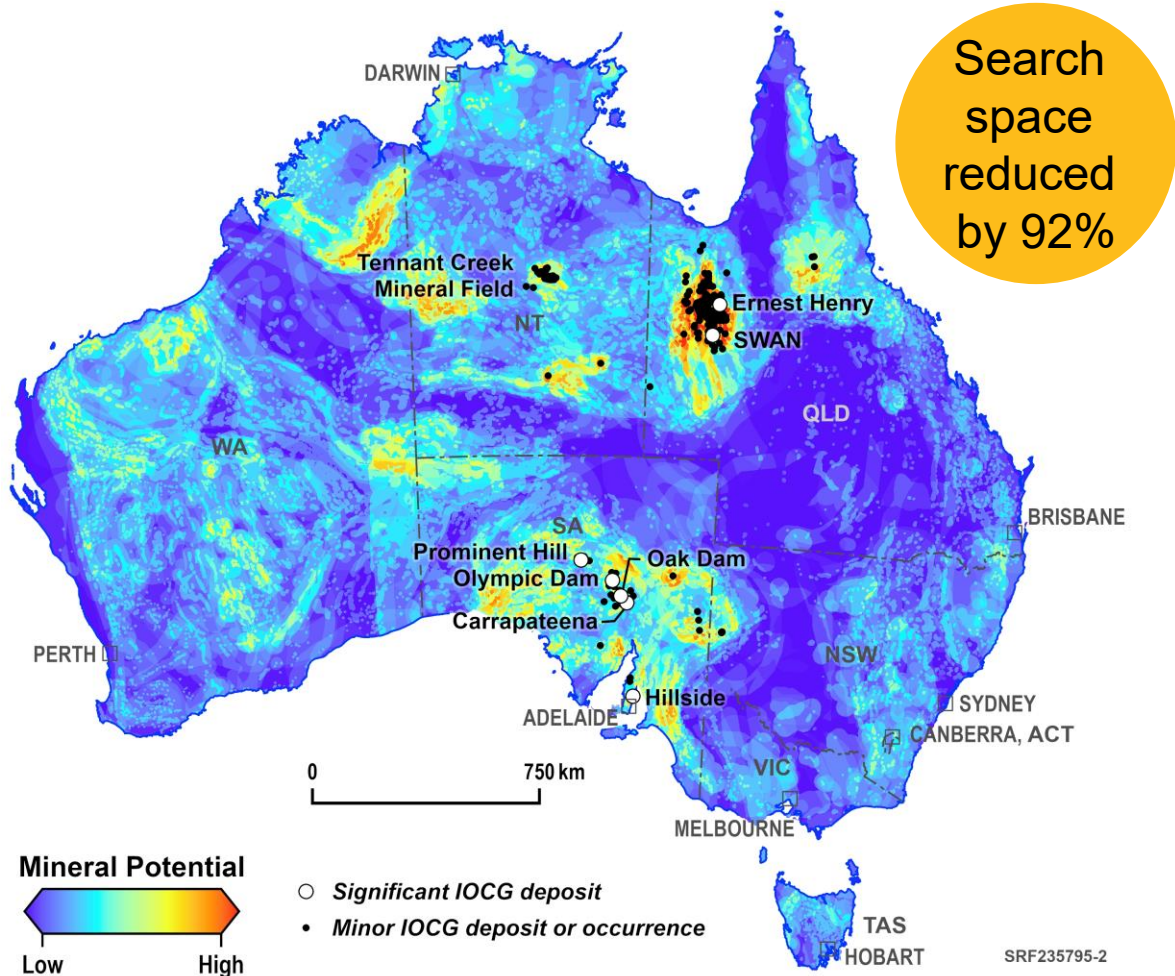 Search
space
reduced
by 92%
DARWIN
Tennant Creek
Mineral Field
NT
Ernest Henry
SWAN
QLD
WA
BRISBANE
SA
Prominent Hill
Oak Dam
Olympic Dam
Carrapateena
PERTH
NSW
Hillside
SYDNEY
ADELAIDE
CANBERRA, ACT
0
750 km
VIC
MELBOURNE
Mineral Potential
Low
High
Significant IOCG deposit
Minor IOCG deposit or occurrence
TAS
HOBART
SRF235795-2